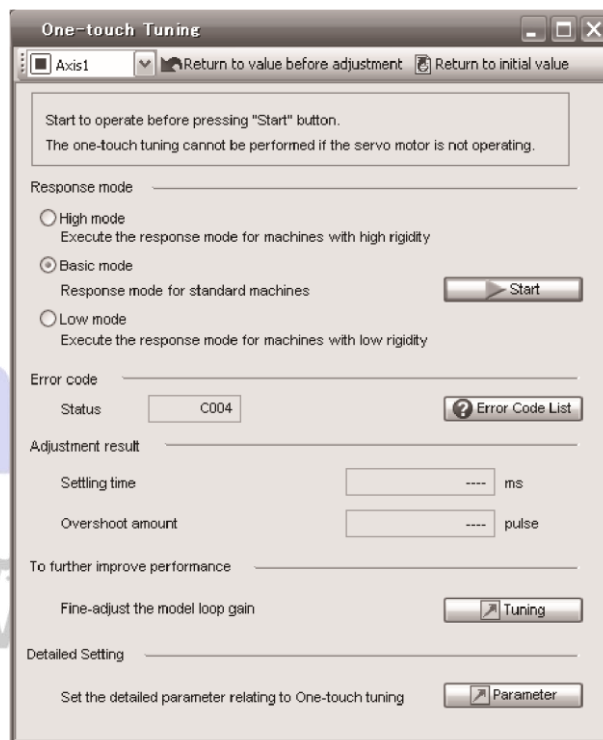 One-touch Tuning
Axis1 Return to value before adjustment Return to initial value
Start to operate before pressing "Start" button.
The one-touch tuning cannot be performed if the servo motor is not operating.
Response mode
High mode
Execute the response mode for machines with high rigidity
Basic mode
Response mode for standard machines
Start
Low mode
Execute the response mode for machines with low rigidity
Error code
Status C004 Error Code List
Adjustment result
Settling time ---- ms
Overshoot amount ---- pulse
To further improve performance
Fine-adjust the model loop gain Tuning
Detailed Setting
Set the detailed parameter relating to One-touch tuning Parameter